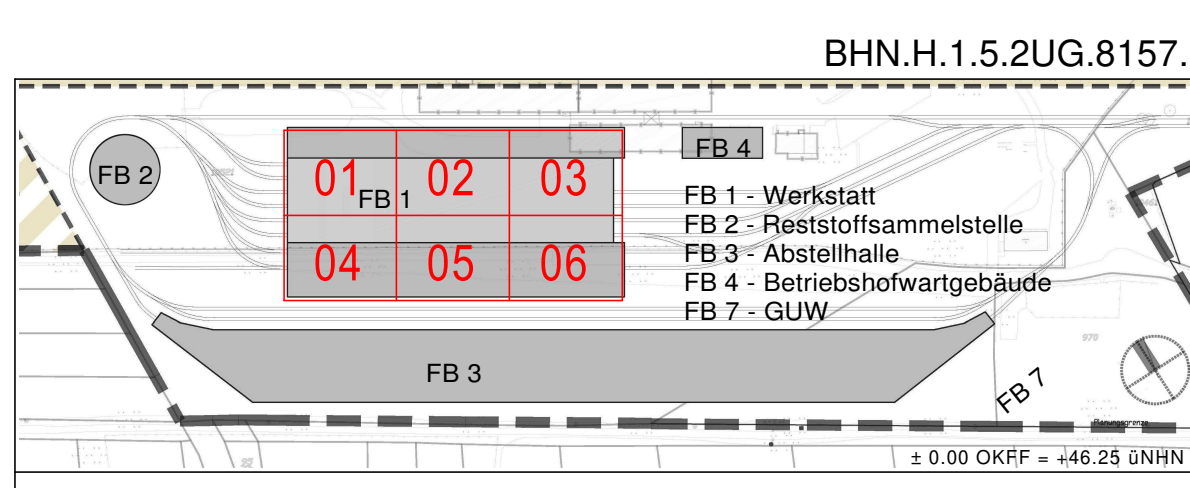 BHN.H.1.5.2UG.8157.
FB 2
01
02
03
FB 1
FB 4
04
05
06
FB 1 - Werkstatt
FB 2 - Reststoffsammelstelle
FB 3 - Abstellhalle
FB 4 - Betriebshofwartgebäude
FB 7 - GUW
970
FB 3
FB 7
Planungsgrenze
22
± 0.00 OKFF = +46.25 üNHN